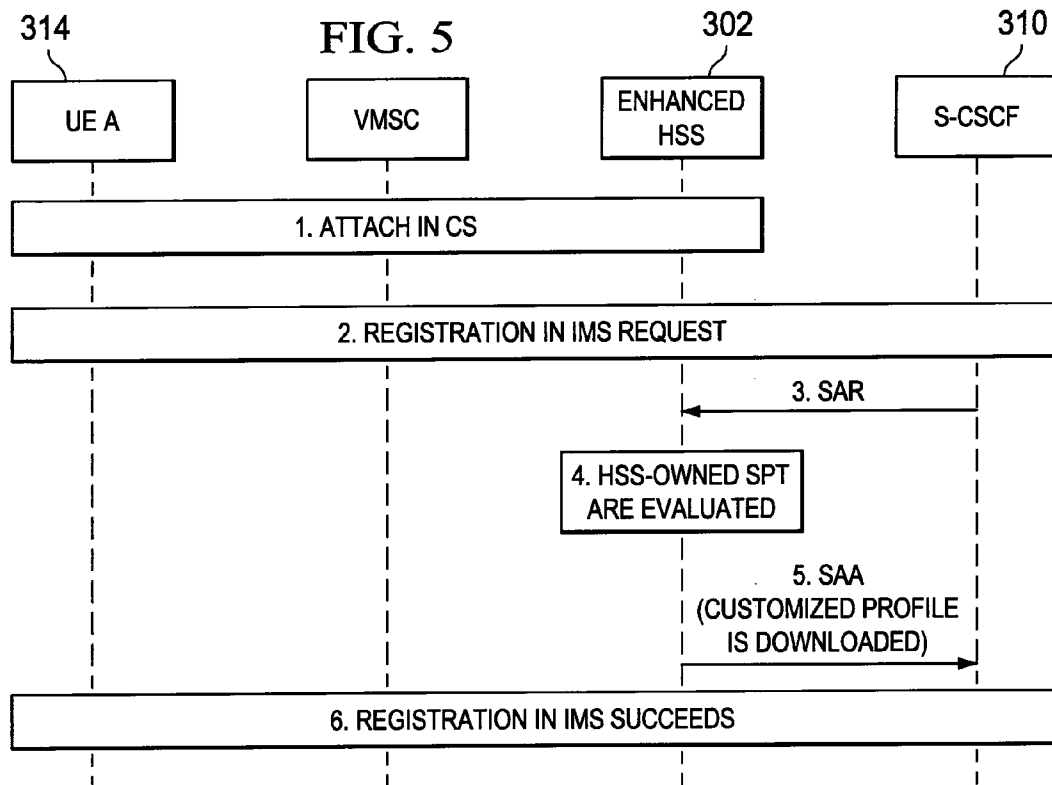 314
FIG. 5
302
310
UE A
VMSC
ENHANCED
HSS
S-CSCF
1. ATTACH IN CS
2. REGISTRATION IN IMS REQUEST
3. SAR
4. HSS-OWNED SPT
ARE EVALUATED
5. SAA
(CUSTOMIZED PROFILE
IS DOWNLOADED)
6. REGISTRATION IN IMS SUCCEEDS